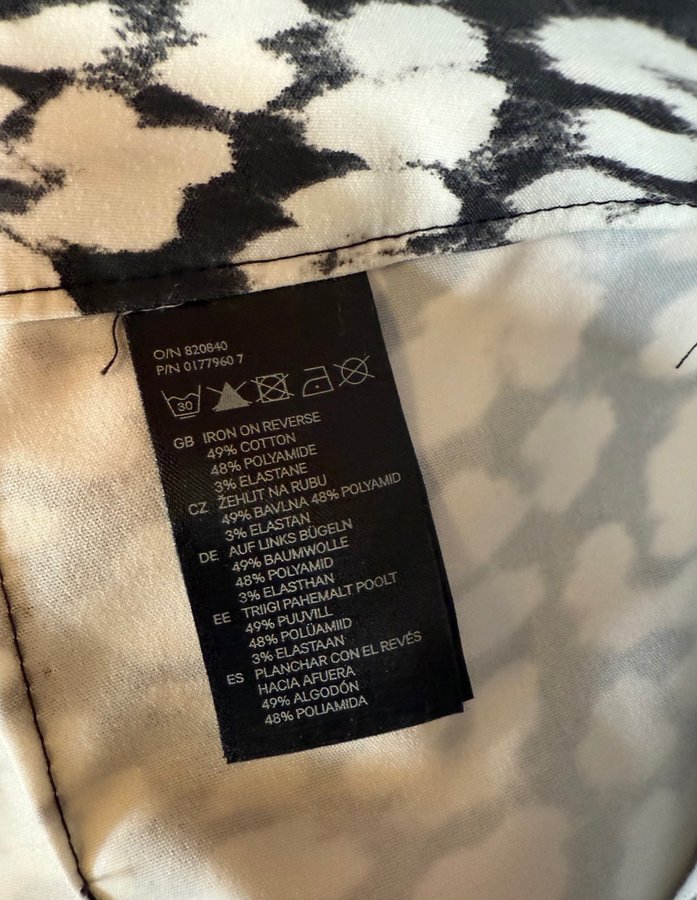 O/N 820840
P/N 0177960 7
30
GB IRON ON REVERSE
49% COTTON
48% POLYAMIDE
3% ELASTANE
CZ ŽEHLIT NA RUBU
49% BAVLNA 48% POLYAMID
3% ELASTAN
DE AUF LINKS BÜGELN
49% BAUMWOLLE
48% POLYAMID
3% ELASTHAN
EE TRIIGI PAHEMALT POOLT
49% PUUVILL
48% POLÜAMIID
3% ELASTAAN
ES PLANCHAR CON EL REVÉS
HACIA AFUERA
49% ALGODÓN
48% POLIAMIDA